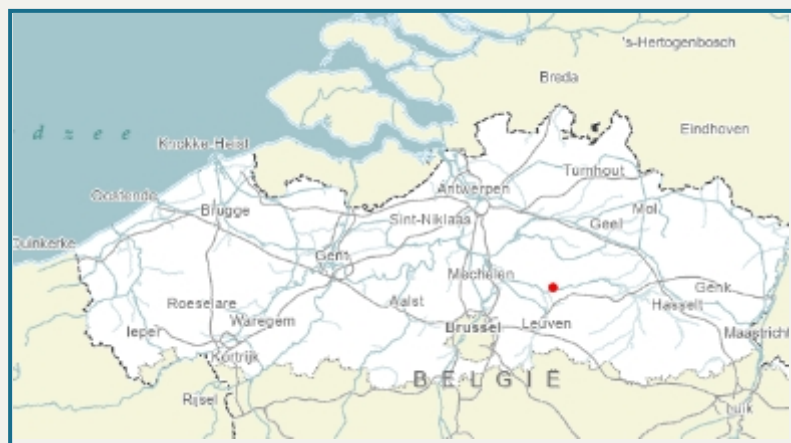 's-Hertogenbosch
Breda
d z e e
Eindhoven
Knokke-Heist
Turnhout
Antwerpen
Oostende
Mol
Brugge
Sint-Niklaas
Geel
Duinkerke
Gent
Mechelen
Genk
Roeselare
Aalst
Hasselt
Waregem
Leuven
Ieper
Brussel
Maastricht
Kortrijk
BELGIË
Rijsel
Luik